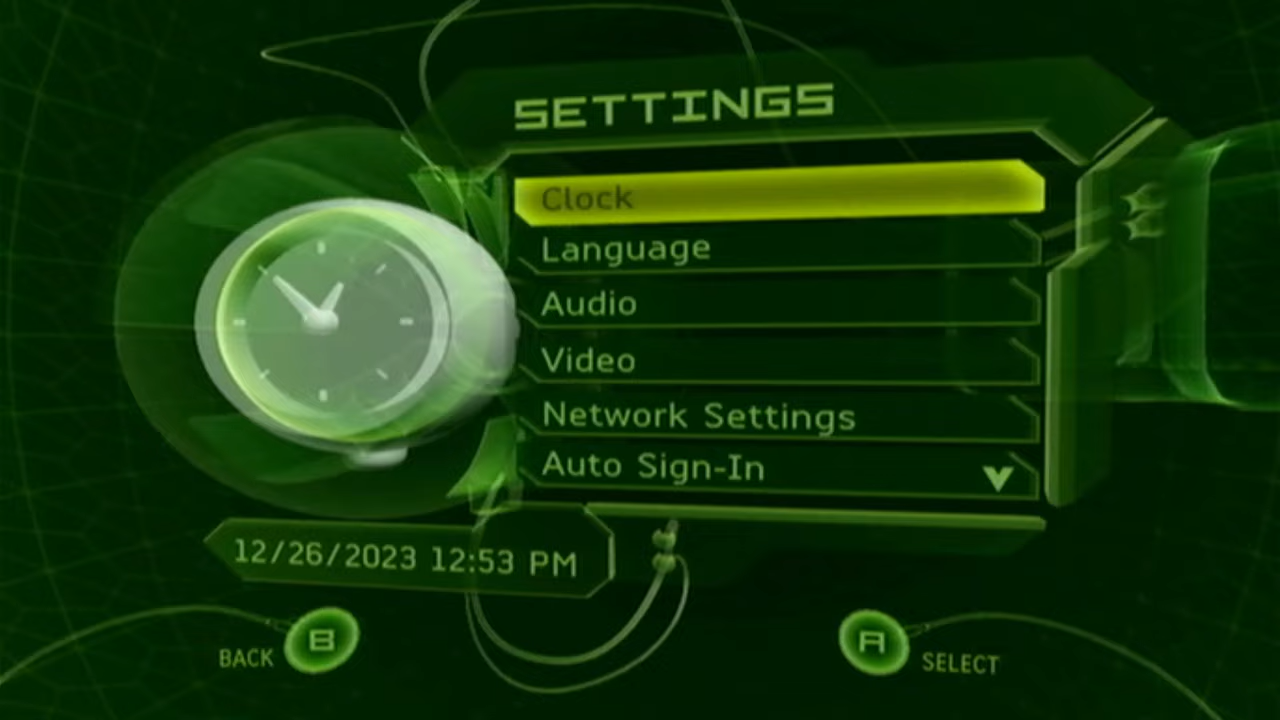 SETTINGS
Clock
Language
Audio
Video
Network Settings
Auto Sign-In
12/26/2023 12:53 PM
BACK B
A SELECT